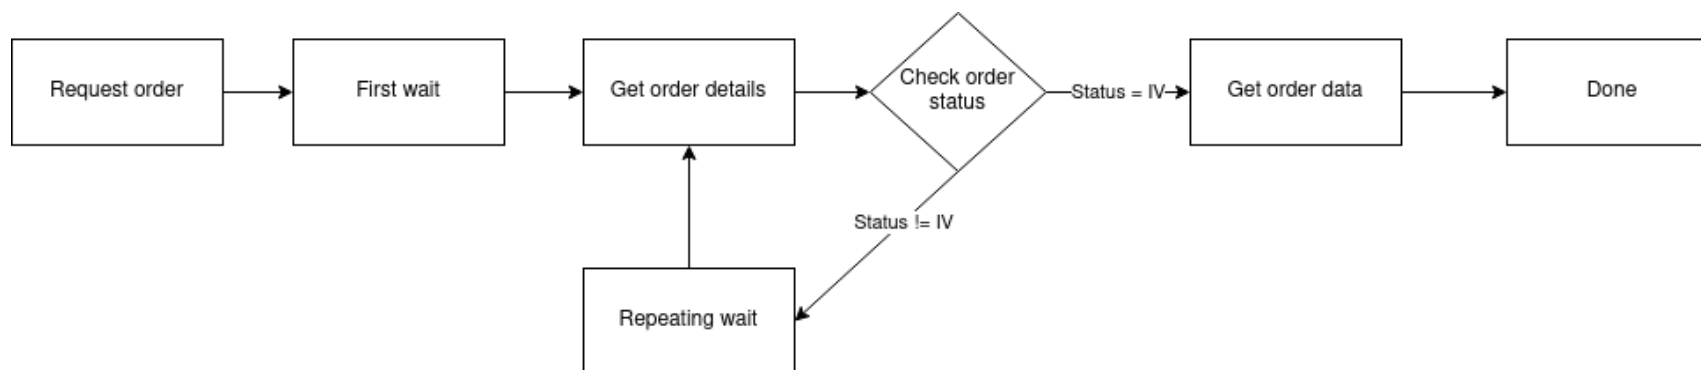 Request order
First wait
Get order details
Check order
status
Status = IV
Get order data
Done
Status != IV
Repeating wait